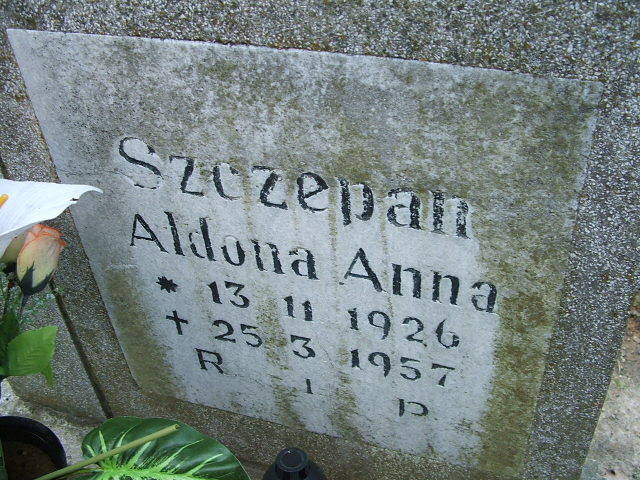 Szczepan
Aldona Anna
* 13 11 1926
+ 25 3 1957
R I P